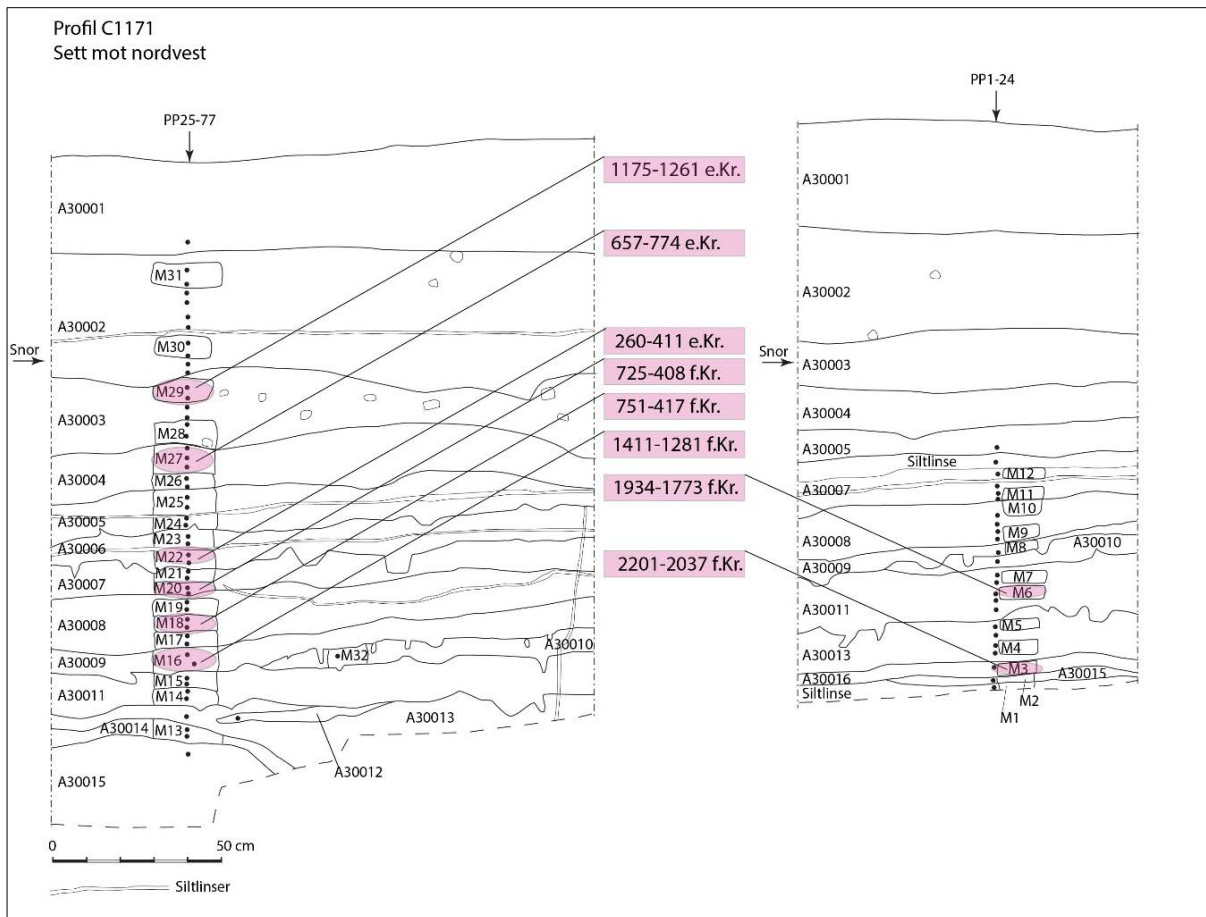 Profil C1171
Sett mot nordvest
PP25-77
A30001
M31
A30002
M30
Snor
M29
A30003
M28
M27
M26
A30004
M25
M24
A30005
M23
A30006
M22
M21
A30007
M20
M19
M18
A30008
M17
M16
A30009
M32
A30010
M15
A30011
M14
A30013
A30014
M13
A30012
A30015
0
50 cm
Siltlinser
1175-1261 e.Kr.
657-774 e.Kr.
260-411 e.Kr.
725-408 f.Kr.
751-417 f.Kr.
1411-1281 f.Kr.
1934-1773 f.Kr.
2201-2037 f.Kr.
PP1-24
A30001
A30002
Snor
A30003
A30004
A30005
Siltlinse
M12
A30007
M11
M10
M9
A30008
M8
A30010
A30009
M7
M6
A30011
M5
M4
A30013
M3
A30015
A30016
Siltlinse
M2
M1